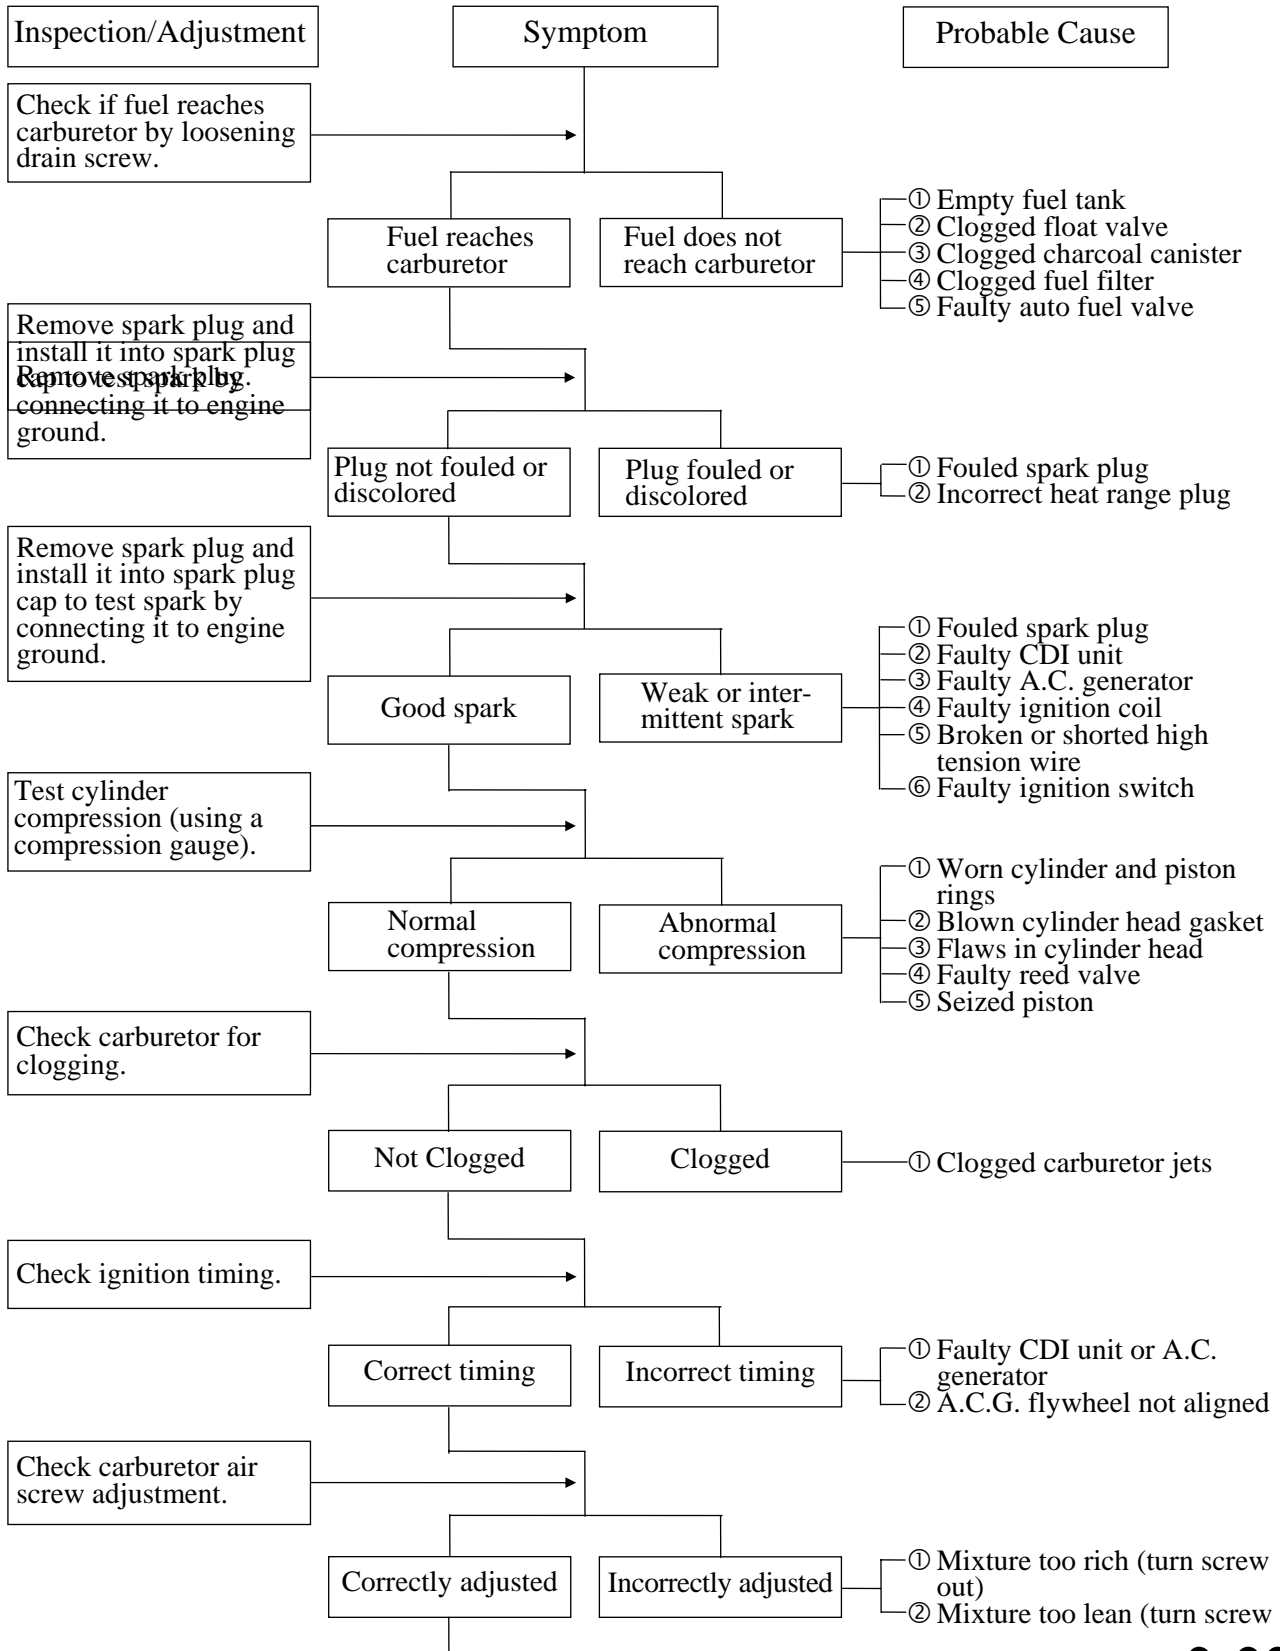 Inspection/Adjustment
Symptom
Probable Cause
Check if fuel reaches
carburetor by loosening
drain screw.
Fuel reaches
carburetor
Fuel does not
reach carburetor
① Empty fuel tank
② Clogged float valve
③ Clogged charcoal canister
④ Clogged fuel filter
⑤ Faulty auto fuel valve
Remove spark plug and
install it into spark plug
cap to test spark by
Remove spark plug.
connecting it to engine
ground.
Plug not fouled or
discolored
Plug fouled or
discolored
① Fouled spark plug
② Incorrect heat range plug
Remove spark plug and
install it into spark plug
cap to test spark by
connecting it to engine
ground.
Good spark
Weak or inter-
mittent spark
① Fouled spark plug
② Faulty CDI unit
③ Faulty A.C. generator
④ Faulty ignition coil
⑤ Broken or shorted high
tension wire
⑥ Faulty ignition switch
Test cylinder
compression (using a
compression gauge).
Normal
compression
Abnormal
compression
① Worn cylinder and piston
rings
② Blown cylinder head gasket
③ Flaws in cylinder head
④ Faulty reed valve
⑤ Seized piston
Check carburetor for
clogging.
Not Clogged
Clogged
① Clogged carburetor jets
Check ignition timing.
Correct timing
Incorrect timing
① Faulty CDI unit or A.C.
generator
② A.C.G. flywheel not aligned
Check carburetor air
screw adjustment.
Correctly adjusted
Incorrectly adjusted
① Mixture too rich (turn screw
out)
② Mixture too lean (turn screw